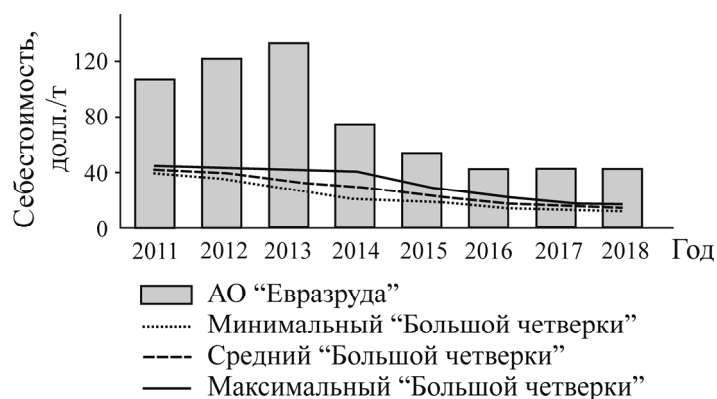 Себестоимость,
долл./т
120
80
40
0
2011 2012 2013 2014 2015 2016 2017 2018 Год
АО “Евразруда”
Минимальный “Большой четверки”
Средний “Большой четверки”
Максимальный “Большой четверки”